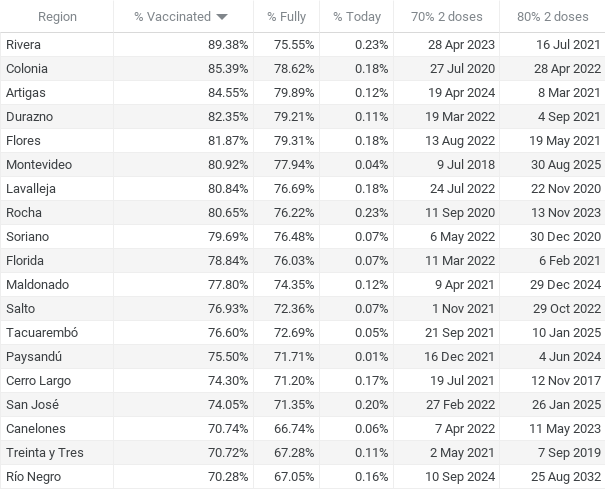 Region % Vaccinated % Fully % Today 70% 2 doses 80% 2 doses
Rivera 89.38% 75.55% 0.23% 28 Apr 2023 16 Jul 2021
Colonia 85.39% 78.62% 0.18% 27 Jul 2020 28 Apr 2022
Artigas 84.55% 79.89% 0.12% 19 Apr 2024 8 Mar 2021
Durazno 82.35% 79.21% 0.11% 19 Mar 2022 4 Sep 2021
Flores 81.87% 79.31% 0.18% 13 Aug 2022 19 May 2021
Montevideo 80.92% 77.94% 0.04% 9 Jul 2018 30 Aug 2025
Lavalleja 80.84% 76.69% 0.18% 24 Jul 2022 22 Nov 2020
Rocha 80.65% 76.22% 0.23% 11 Sep 2020 13 Nov 2023
Soriano 79.69% 76.48% 0.07% 6 May 2022 30 Dec 2020
Florida 78.84% 76.03% 0.07% 11 Mar 2022 6 Feb 2021
Maldonado 77.80% 74.35% 0.12% 9 Apr 2021 29 Dec 2024
Salto 76.93% 72.36% 0.07% 1 Nov 2021 29 Oct 2022
Tacuarembó 76.60% 72.69% 0.05% 21 Sep 2021 10 Jan 2025
Paysandú 75.50% 71.71% 0.01% 16 Dec 2021 4 Jun 2024
Cerro Largo 74.30% 71.20% 0.17% 19 Jul 2021 12 Nov 2017
San José 74.05% 71.35% 0.20% 27 Feb 2022 26 Jan 2025
Canelones 70.74% 66.74% 0.06% 7 Apr 2022 11 May 2023
Treinta y Tres 70.72% 67.28% 0.11% 2 May 2021 7 Sep 2019
Río Negro 70.28% 67.05% 0.16% 10 Sep 2024 25 Aug 2032